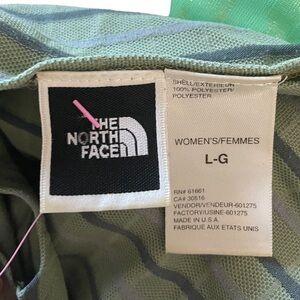 THE
NORTH
FACE
SHELL/EXTERIEUR
100% POLYESTER/
POLYESTER
WOMEN'S/FEMMES
L-G
RN# 61661
CA# 30516
VENDOR/VENDEUR-601275
FACTORY/USINE-601275
MADE IN U.S.A.
FABRIQUE AUX ETATS UNIS